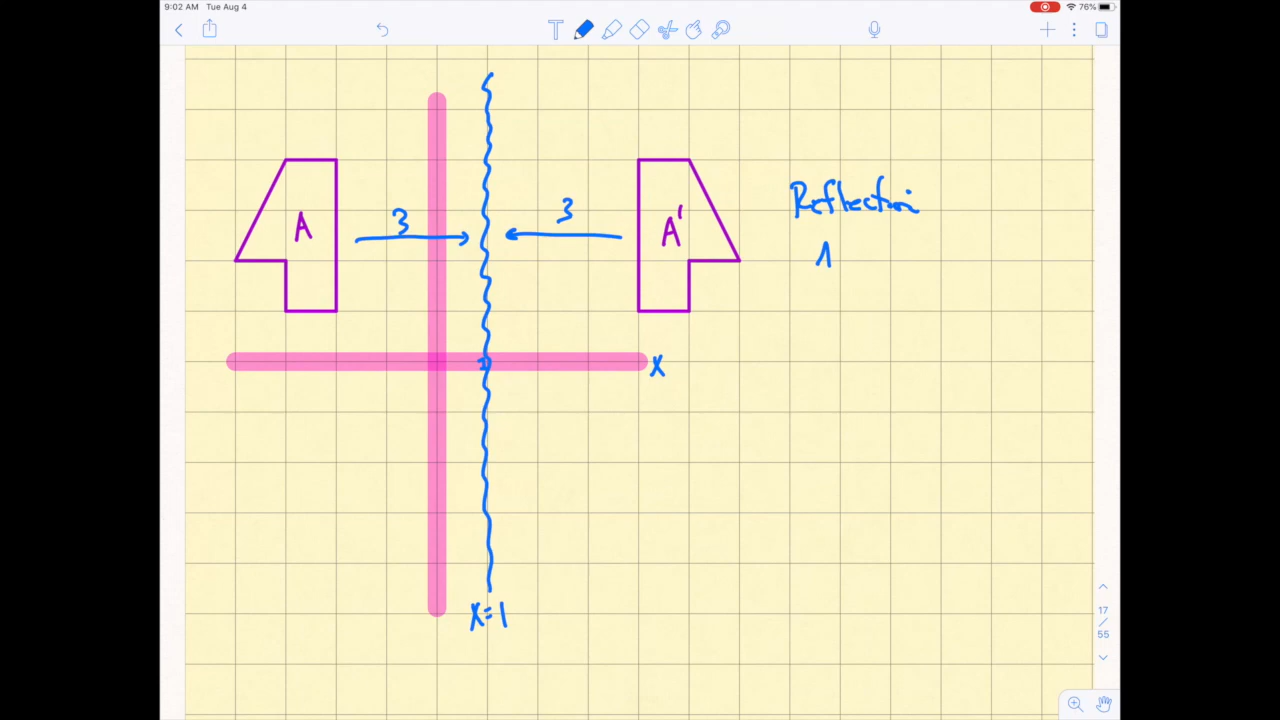 9:02 AM Tue Aug 4
76%
T
A
3
3
A'
Reflection
1
x
x=1
17
/
55